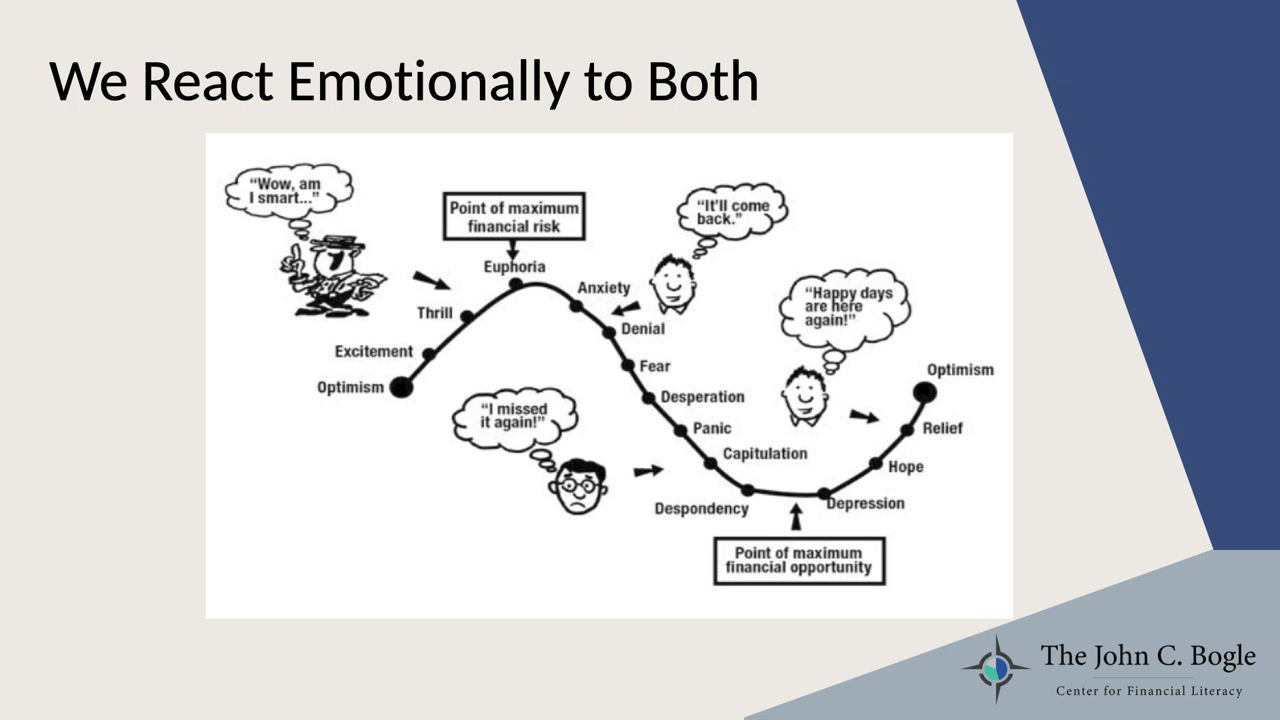 We React Emotionally to Both
“Wow, am
I smart...”
Point of maximum
financial risk
“It’ll come
back.”
Euphoria
Anxiety
Thrill
Denial
“Happy days
are here
again!”
Excitement
Fear
Optimism
Optimism
Desperation
“I missed
it again!”
Panic
Relief
Capitulation
Hope
Despondency
Depression
Point of maximum
financial opportunity
The John C. Bogle
Center for Financial Literacy